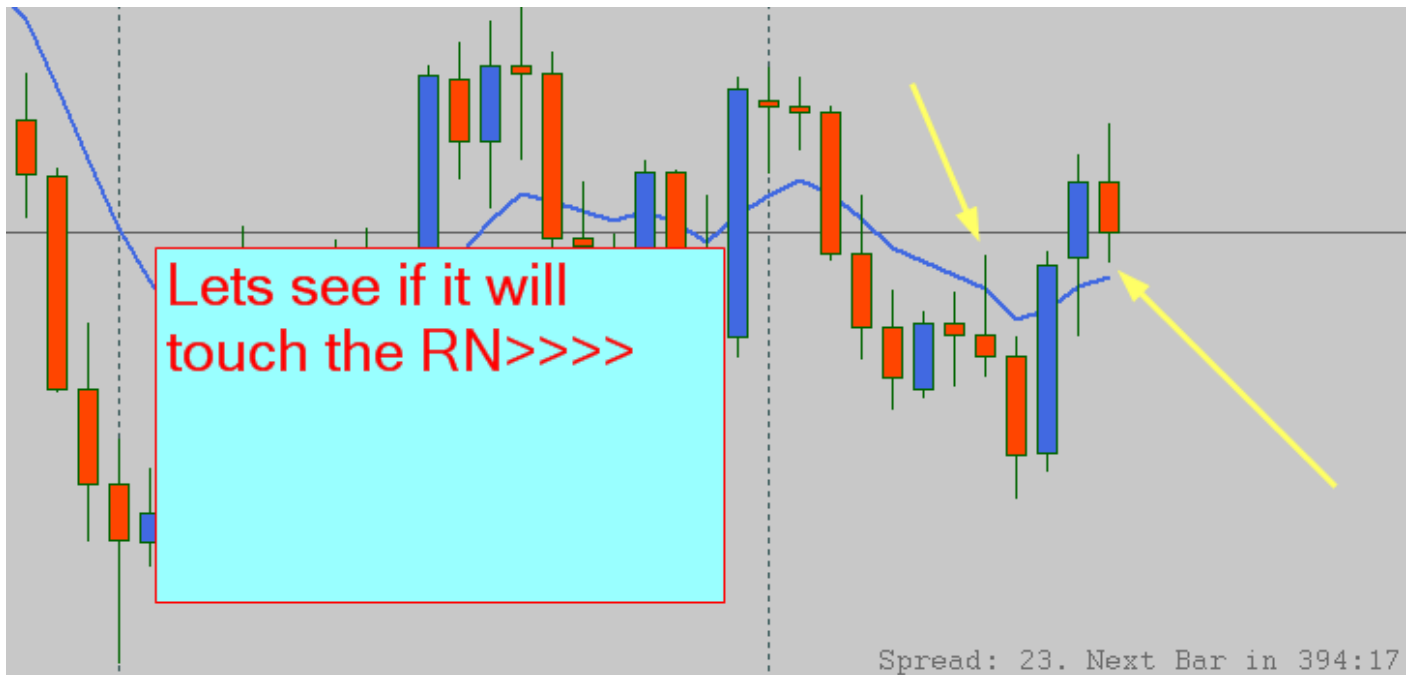 Lets see if it will
touch the RN>>>>
Spread: 23. Next Bar in 394:17